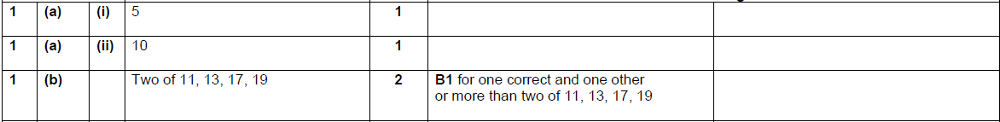 1 (a) (i) 5 1
1 (a) (ii) 10 1
1 (b) Two of 11, 13, 17, 19 2 B1 for one correct and one other
or more than two of 11, 13, 17, 19